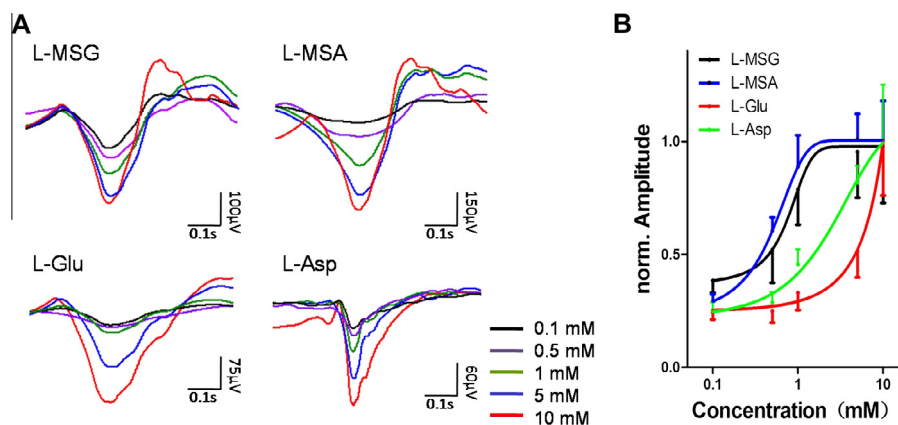 A
L-MSG
L-MSA
100μV
0.1s
150μV
0.1s
L-Glu
L-Asp
75μV
0.1s
60μV
0.1s
0.1 mM
0.5 mM
1 mM
5 mM
10 mM
B
L-MSG
L-MSA
L-Glu
L-Asp
norm. Amplitude
1.0
0.5
0.0
0.1
1
10
Concentration (mM)